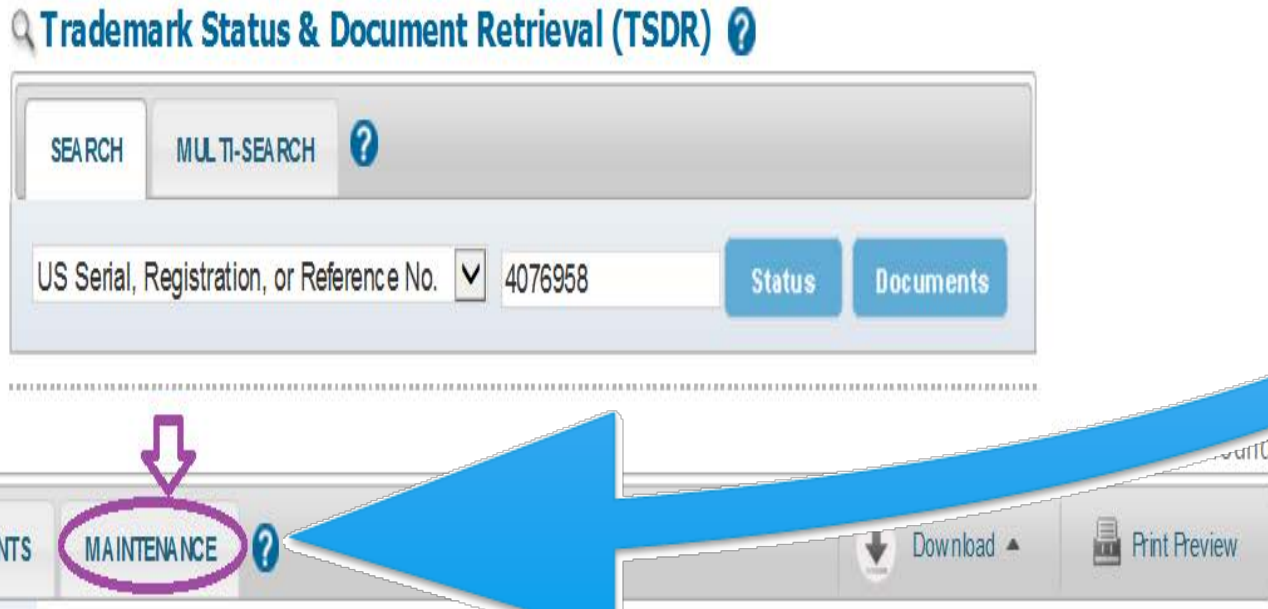 Trademark Status & Document Retrieval (TSDR) ?
SEARCH MULTI-SEARCH ?
US Serial, Registration, or Reference No. 4076958 Status Documents
NTS MAINTENANCE ? Download Print Preview